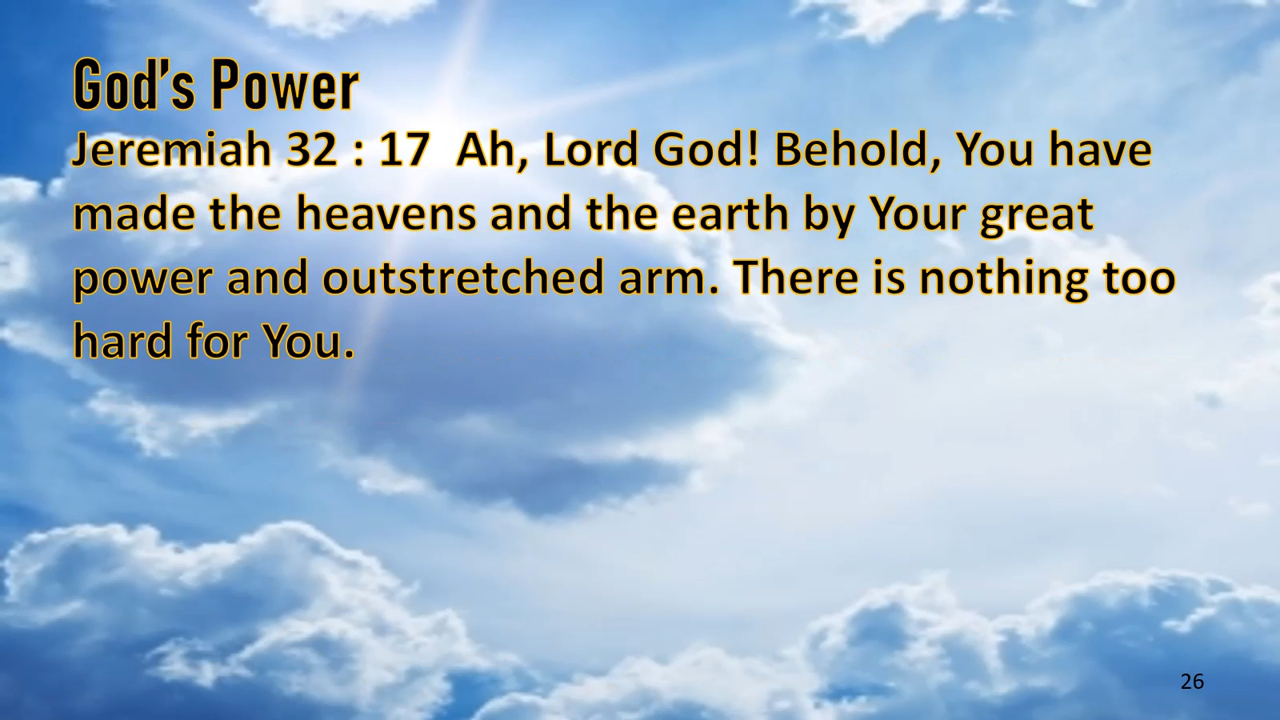 God’s Power
Jeremiah 32 : 17  Ah, Lord God! Behold, You have
made the heavens and the earth by Your great
power and outstretched arm. There is nothing too
hard for You.
26